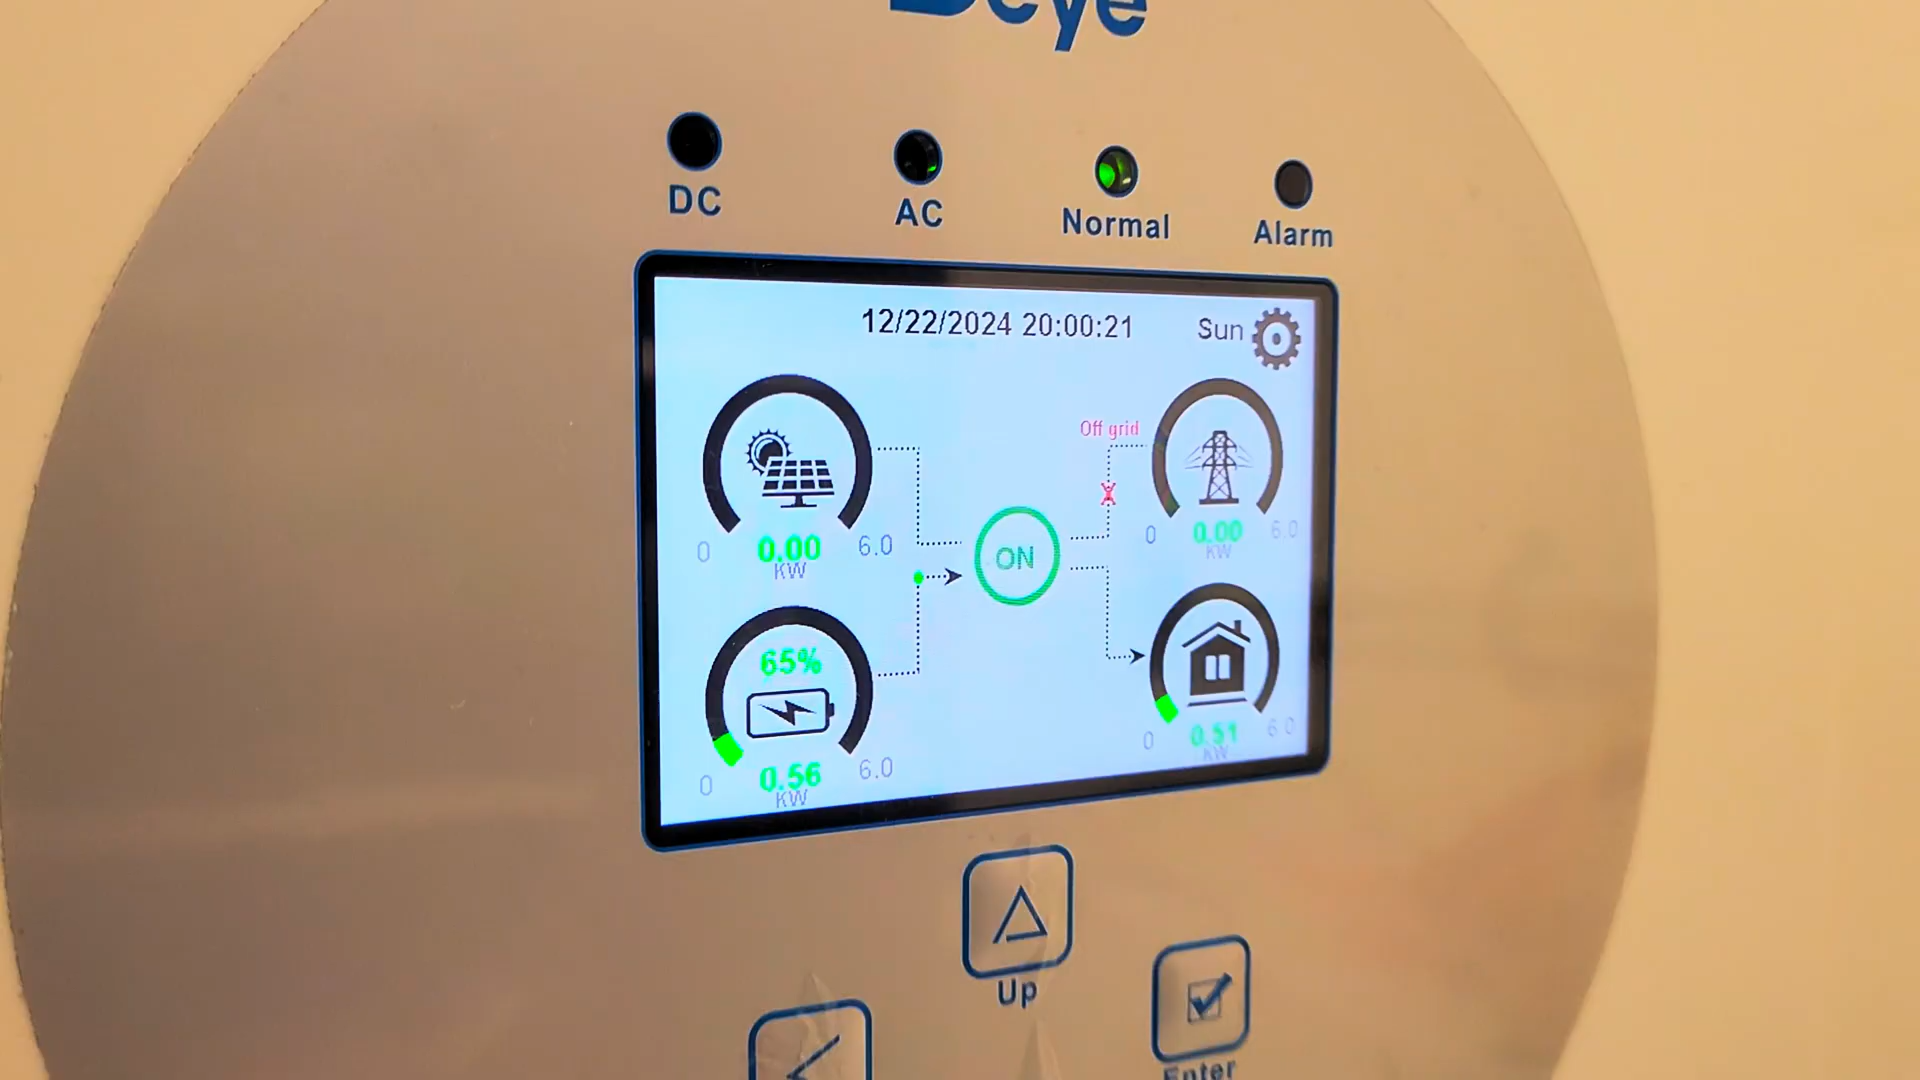 Deye
DC
AC
Normal
Alarm
12/22/2024 20:00:21
Sun
Off grid
0
0.00
6.0
KW
0
0.00
6.0
KW
ON
65%
0
0.56
6.0
KW
0
0.51
6.0
KW
Up
Enter